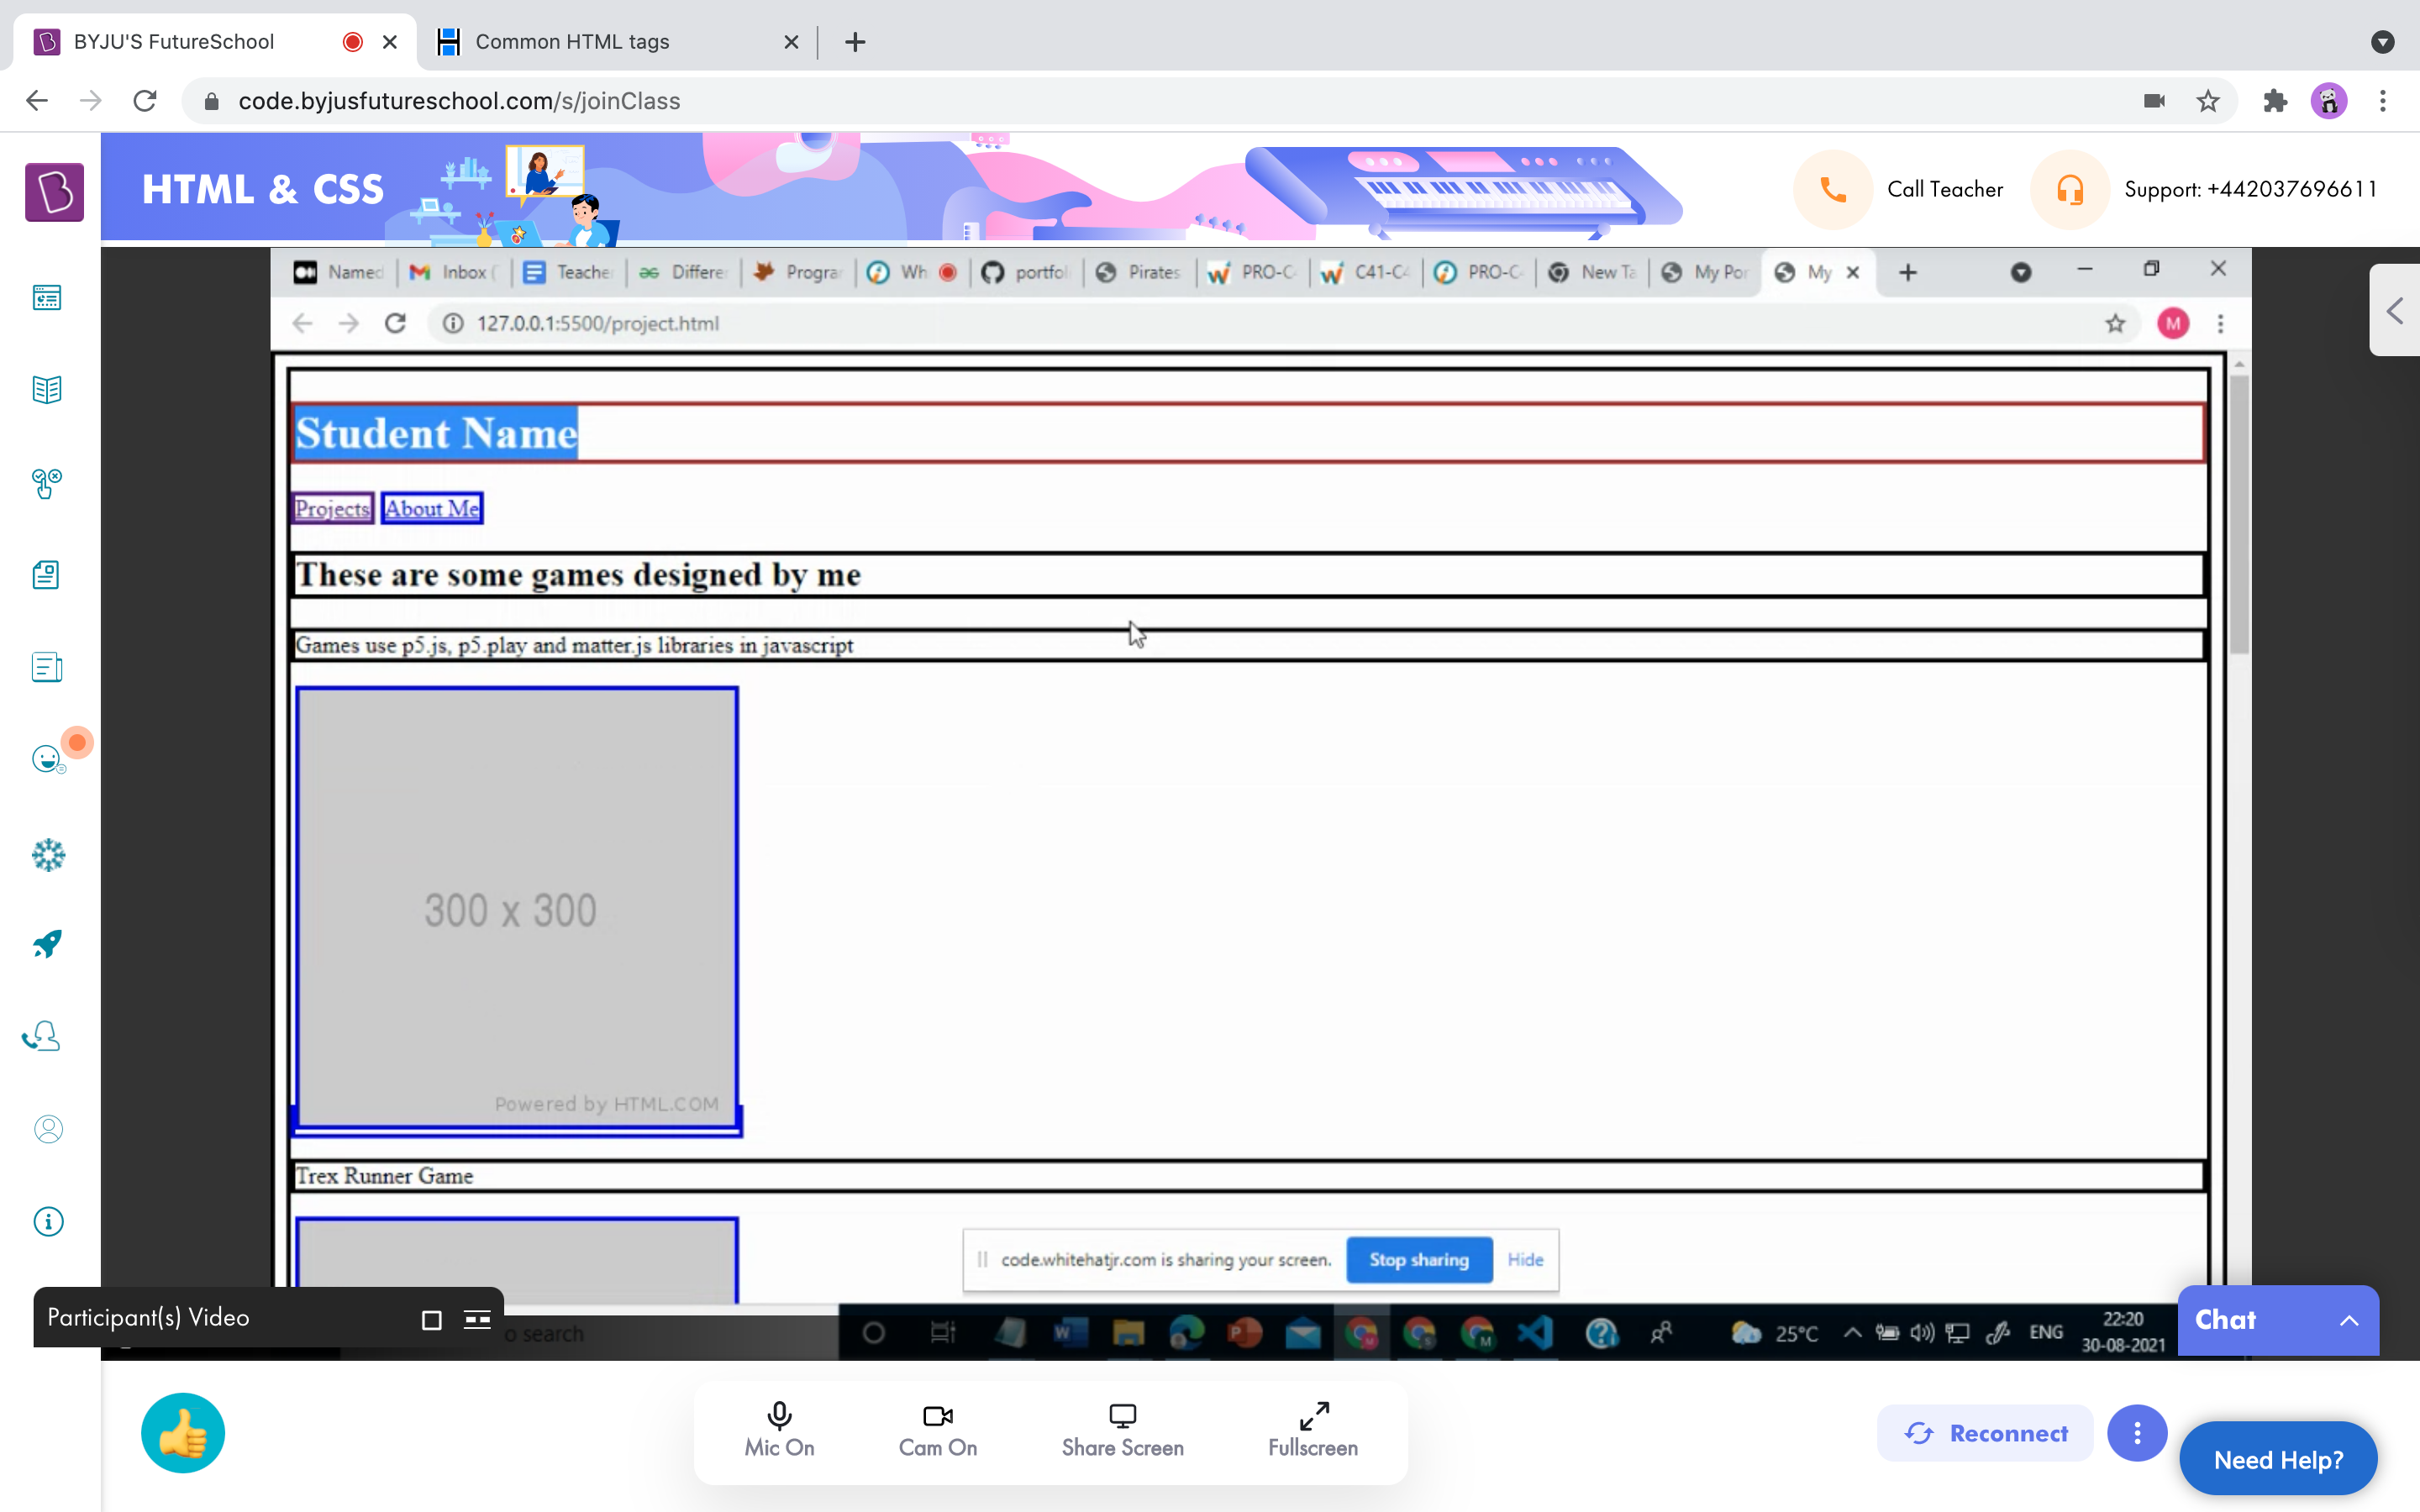 BYJU'S FutureSchool
Common HTML tags
code.byjusfutureschool.com/s/joinClass
HTML & CSS
Call Teacher
Support: +442037696611
Named
Inbox (
Teache
Differe
Progra
Wh
portfol
Pirates
PRO-C
C41-C4
PRO-C
New Ta
My Por
My
127.0.0.1:5500/project.html
M
Student Name
Projects About Me
These are some games designed by me
Games use p5.js, p5.play and matter.js libraries in javascript
300 x 300
Powered by HTML.COM
Trex Runner Game
code.whitehatjr.com is sharing your screen. Stop sharing Hide
Participant(s) Video
o search
25°C
ENG
22:20
30-08-2021
Chat
Mic On
Cam On
Share Screen
Fullscreen
Reconnect
Need Help?